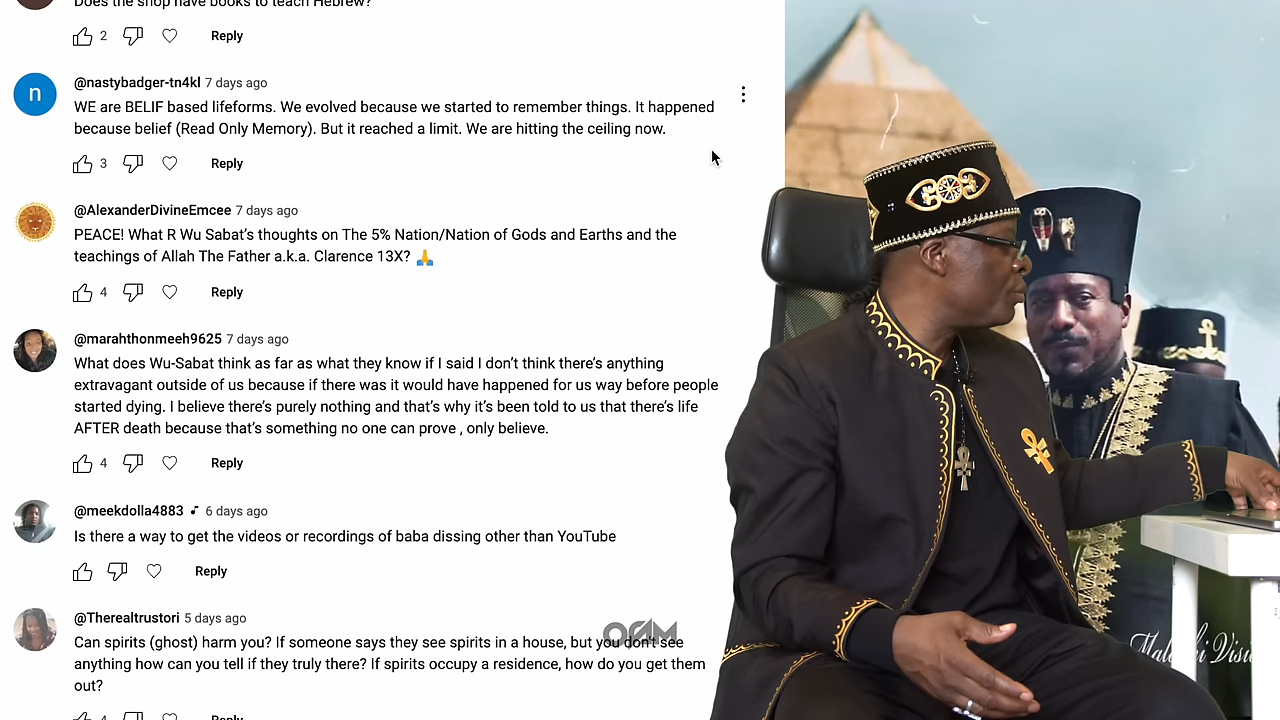 Does the shop have books to teach Hebrew?
2 Reply
n
@nastybadger-tn4kl 7 days ago
WE are BELIF based lifeforms. We evolved because we started to remember things. It happened
because belief (Read Only Memory). But it reached a limit. We are hitting the ceiling now.
3 Reply
@AlexanderDivineEmcee 7 days ago
PEACE! What R Wu Sabat’s thoughts on The 5% Nation/Nation of Gods and Earths and the
teachings of Allah The Father a.k.a. Clarence 13X? 🙏
4 Reply
@marahthonmeeh9625 7 days ago
What does Wu-Sabat think as far as what they know if I said I don’t think there’s anything
extravagant outside of us because if there was it would have happened for us way before people
started dying. I believe there’s purely nothing and that’s why it’s been told to us that there’s life
AFTER death because that’s something no one can prove , only believe.
4 Reply
@meekdolla4883 6 days ago
Is there a way to get the videos or recordings of baba dissing other than YouTube
Reply
@Therealtrustori 5 days ago
Can spirits (ghost) harm you? If someone says they see spirits in a house, but you don’t see
anything how can you tell if they truly there? If spirits occupy a residence, how do you get them
out?
4 Reply